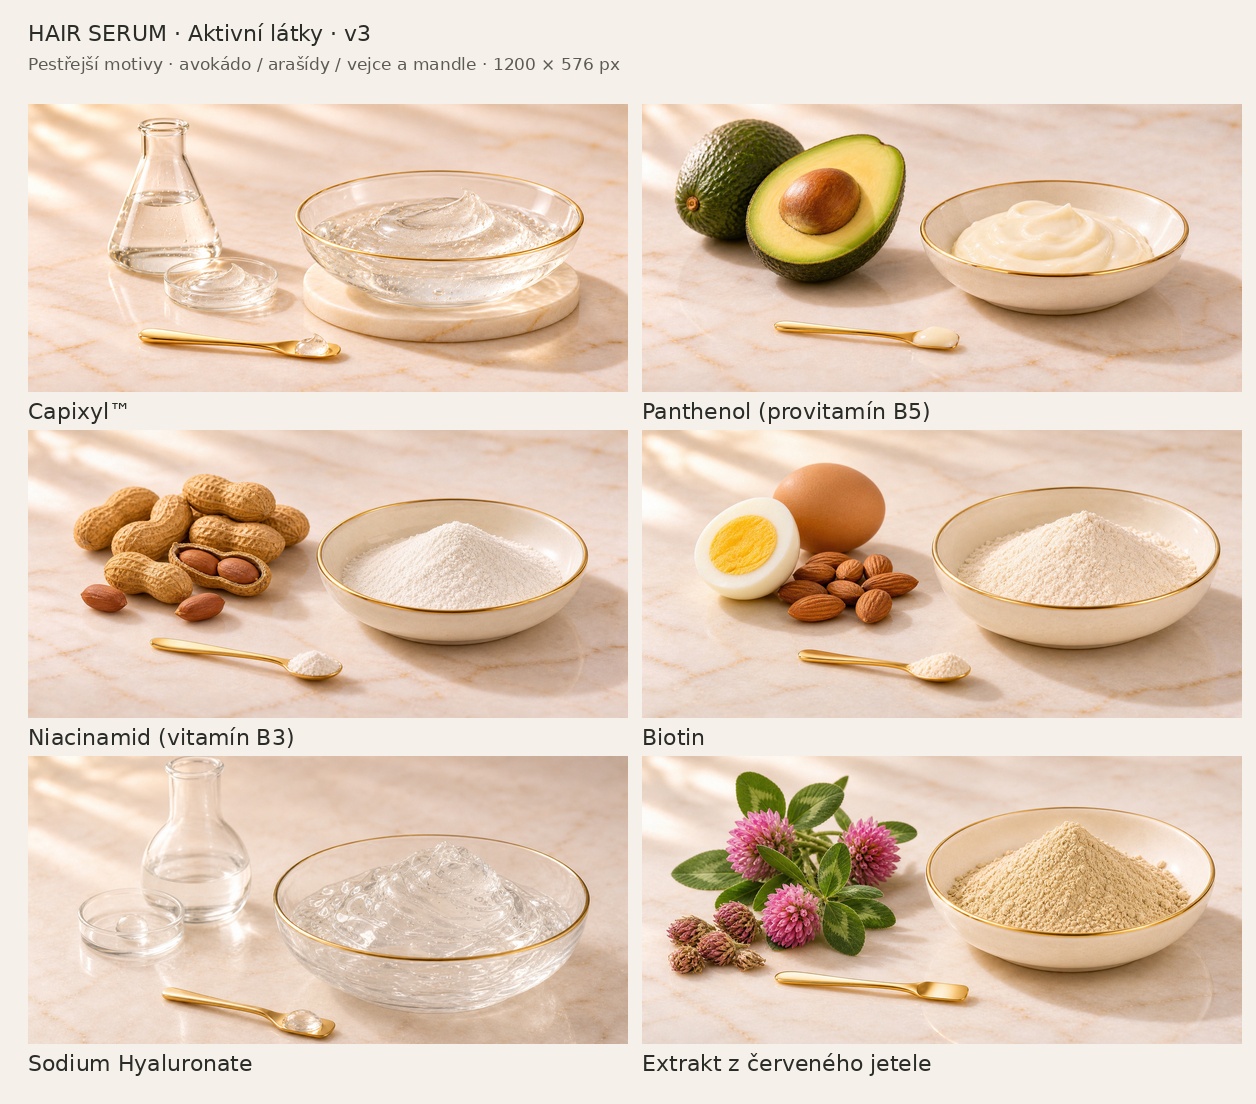 HAIR SERUM · Aktivní látky · v3
Pestřejší motivy · avokádo / arašídy / vejce a mandle · 1200 × 576 px
Capixyl™
Panthenol (provitamín B5)
Niacinamid (vitamín B3)
Biotin
Sodium Hyaluronate
Extrakt z červeného jetele